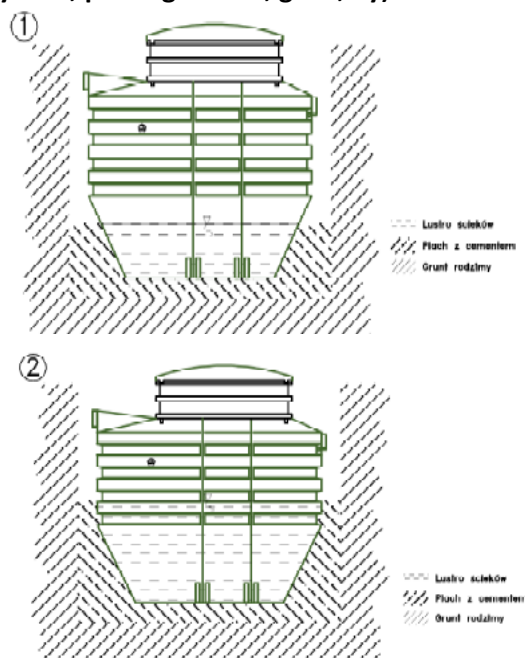 1
Lustro ścieków
Piach z cementem
Grunt rodzimy
2
Lustro ścieków
Piach z cementem
Grunt rodzimy